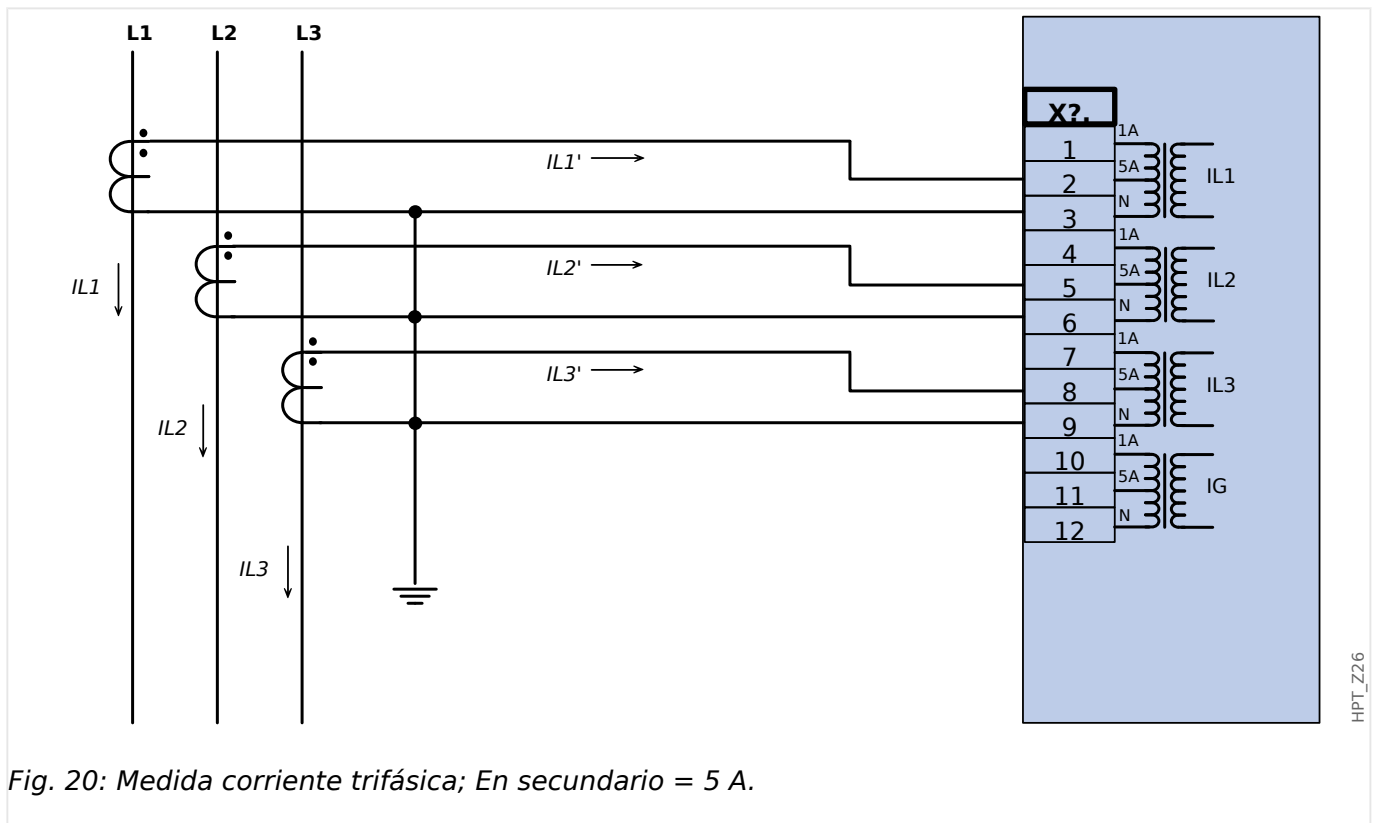 L1 L2 L3
X?.
1A
1
IL1'
5A
IL1
2
N
3
1A
4
IL2'
5A
IL2
IL1
5
N
6
1A
7
IL3'
5A
IL3
8
N
IL2
9
1A
10
5A
IG
11
N
12
IL3
HPT_Z26
Fig. 20: Medida corriente trifásica; En secundario = 5 A.